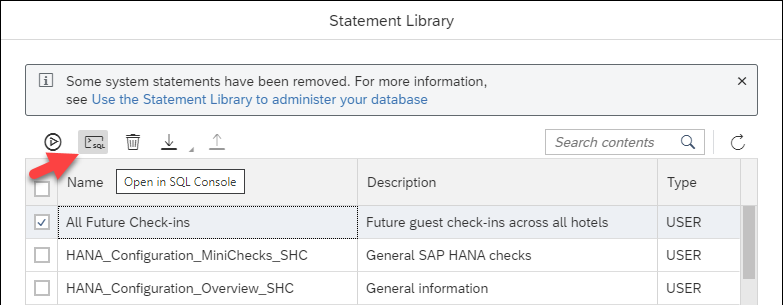 Statement Library
Some system statements have been removed. For more information,
see Use the Statement Library to administer your database
SQL
Search contents
Name
Open in SQL Console
Description
Type
All Future Check-ins
Future guest check-ins across all hotels
USER
HANA_Configuration_MiniChecks_SHC
General SAP HANA checks
USER
HANA_Configuration_Overview_SHC
General information
USER